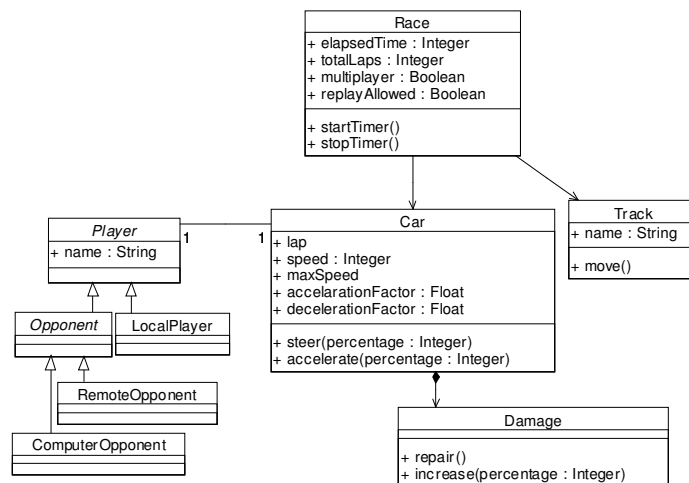 Race
+ elapsedTime : Integer
+ totalLaps : Integer
+ multiplayer : Boolean
+ replayAllowed : Boolean
+ startTimer()
+ stopTimer()
Player
+ name : String
1
1
Car
+ lap
+ speed : Integer
+ maxSpeed
+ accelarationFactor : Float
+ decelerationFactor : Float
+ steer(percentage : Integer)
+ accelerate(percentage : Integer)
Track
+ name : String
+ move()
Opponent
LocalPlayer
RemoteOpponent
ComputerOpponent
Damage
+ repair()
+ increase(percentage : Integer)